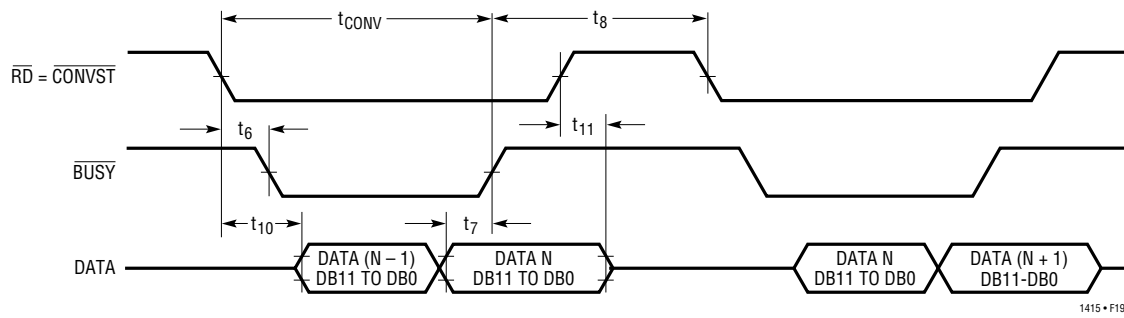 tCONV
t8
RD = CONVST
t6
t11
BUSY
t10
t7
DATA
DATA (N – 1)
DB11 TO DB0
DATA N
DB11 TO DB0
DATA N
DB11 TO DB0
DATA (N + 1)
DB11-DB0
1415 • F19